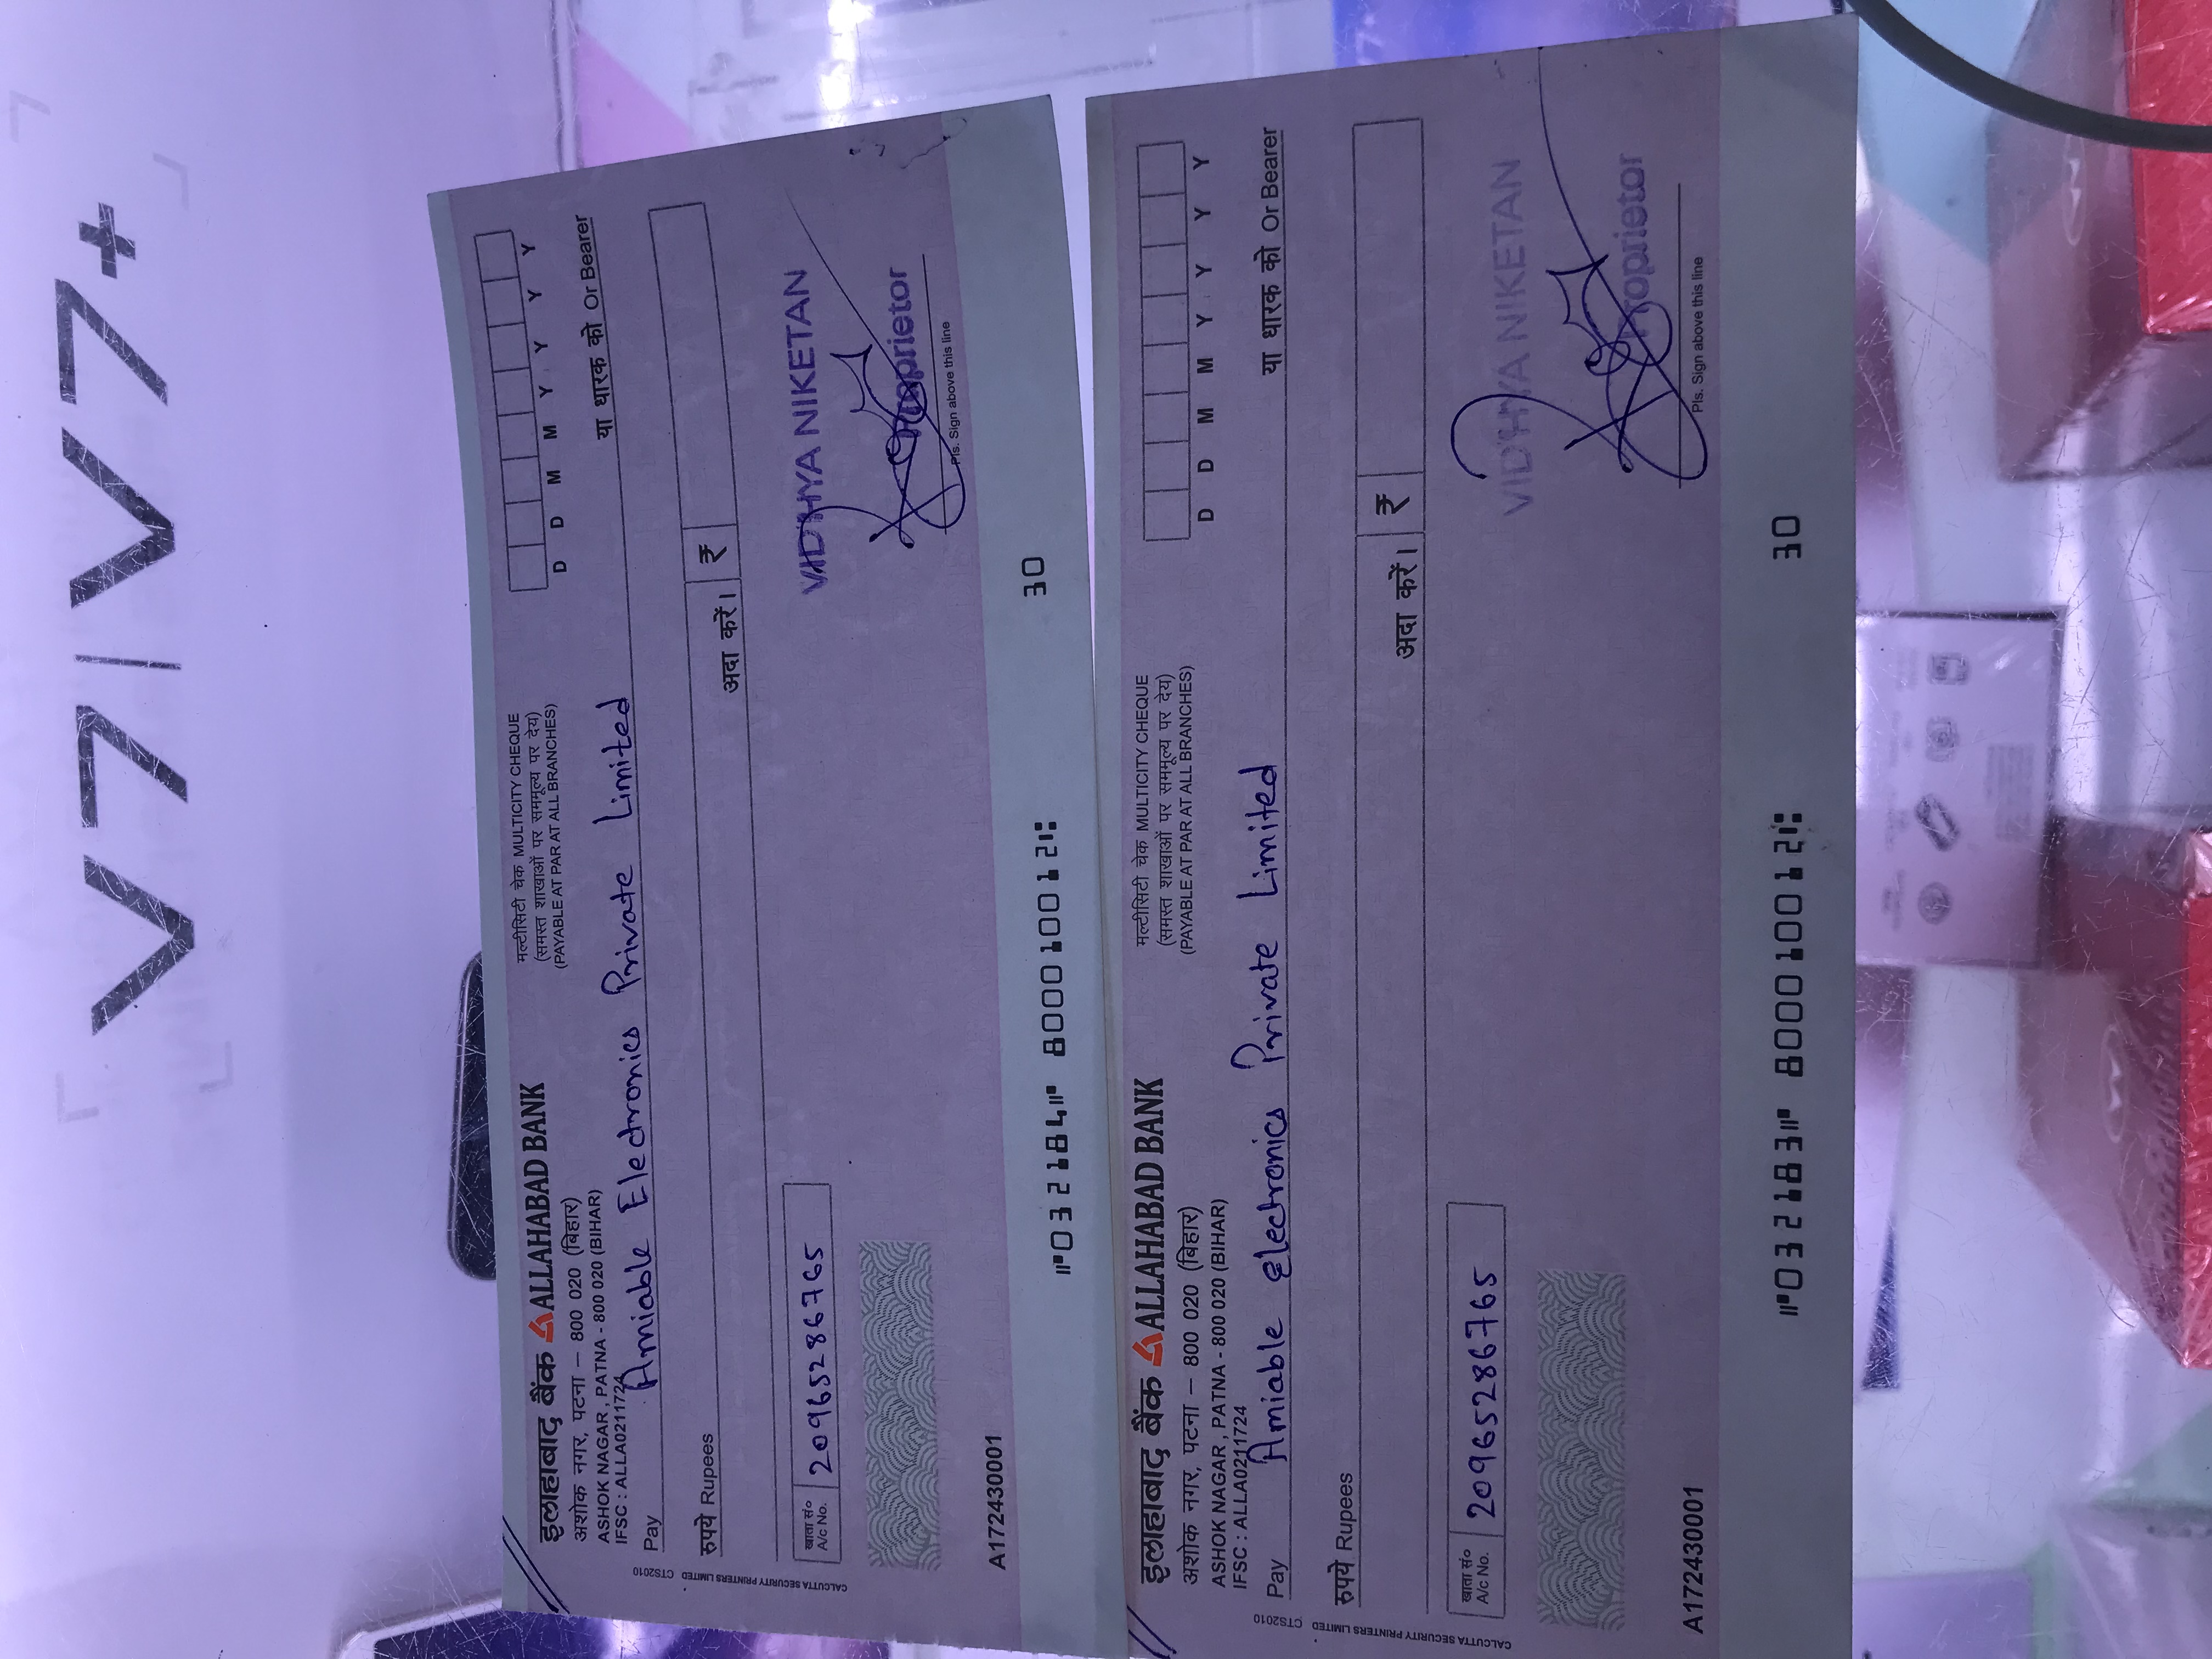 V7 | V7+
इलाहाबाद बैंक ALLAHABAD BANK
मल्टीसिटी चेक MULTICITY CHEQUE
(समस्त शाखाओं पर सममूल्य पर देय)
(PAYABLE AT PAR AT ALL BRANCHES)
D D M M Y Y Y Y
अशोक नगर, पटना – 800 020 (बिहार)
ASHOK NAGAR, PATNA - 800 020 (BIHAR)
IFSC : ALLA0211724
Pay Amiable Electronics Private Limited या धारक को Or Bearer
रुपये Rupees
अदा करें। ₹
खाता सं०
A/c No. 20965286765
CALCUTTA SECURITY PRINTERS LIMITED CTS2010
VIDHYA NIKETAN
Proprietor
Pls. Sign above this line
A172430001
⑈032184⑈ 800010012⑆ 30
इलाहाबाद बैंक ALLAHABAD BANK
मल्टीसिटी चेक MULTICITY CHEQUE
(समस्त शाखाओं पर सममूल्य पर देय)
(PAYABLE AT PAR AT ALL BRANCHES)
D D M M Y Y Y Y
अशोक नगर, पटना – 800 020 (बिहार)
ASHOK NAGAR, PATNA - 800 020 (BIHAR)
IFSC : ALLA0211724
Pay Amiable electronics Private Limited या धारक को Or Bearer
रुपये Rupees
अदा करें। ₹
खाता सं०
A/c No. 20965286765
CALCUTTA SECURITY PRINTERS LIMITED CTS2010
VIDHYA NIKETAN
Proprietor
Pls. Sign above this line
A172430001
⑈032183⑈ 800010012⑆ 30